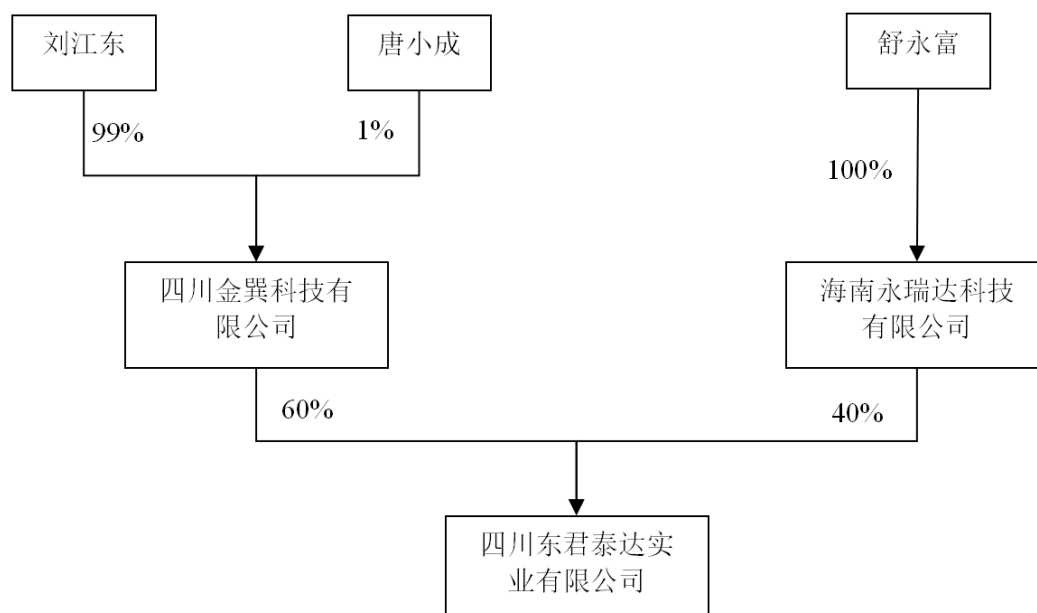 刘江东
唐小成
舒永富
99%
1%
100%
四川金巽科技有
限公司
海南永瑞达科技
有限公司
60%
40%
四川东君泰达实
业有限公司